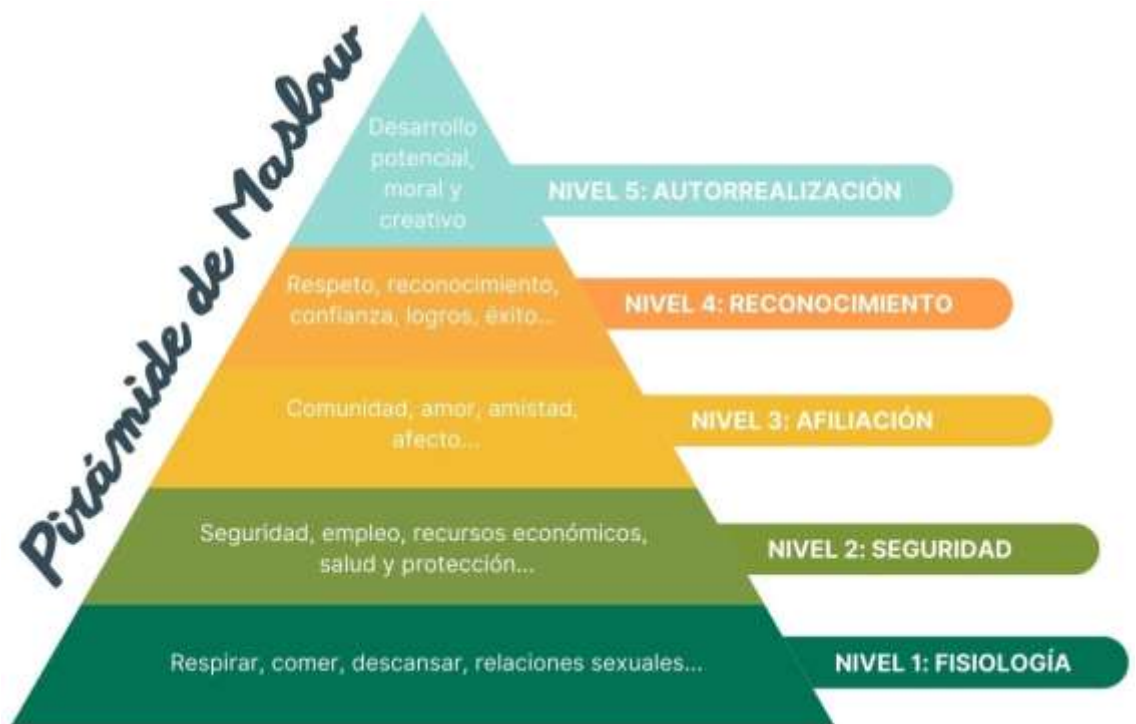 Pirámide de Maslow
Desarrollo
potencial,
moral y
creativo
NIVEL 5: AUTORREALIZACIÓN
Respeto, reconocimiento,
confianza, logros, éxito...
NIVEL 4: RECONOCIMIENTO
Comunidad, amor, amistad,
afecto...
NIVEL 3: AFILIACIÓN
Seguridad, empleo, recursos económicos,
salud y protección...
NIVEL 2: SEGURIDAD
Respirar, comer, descansar, relaciones sexuales...
NIVEL 1: FISIOLOGÍA